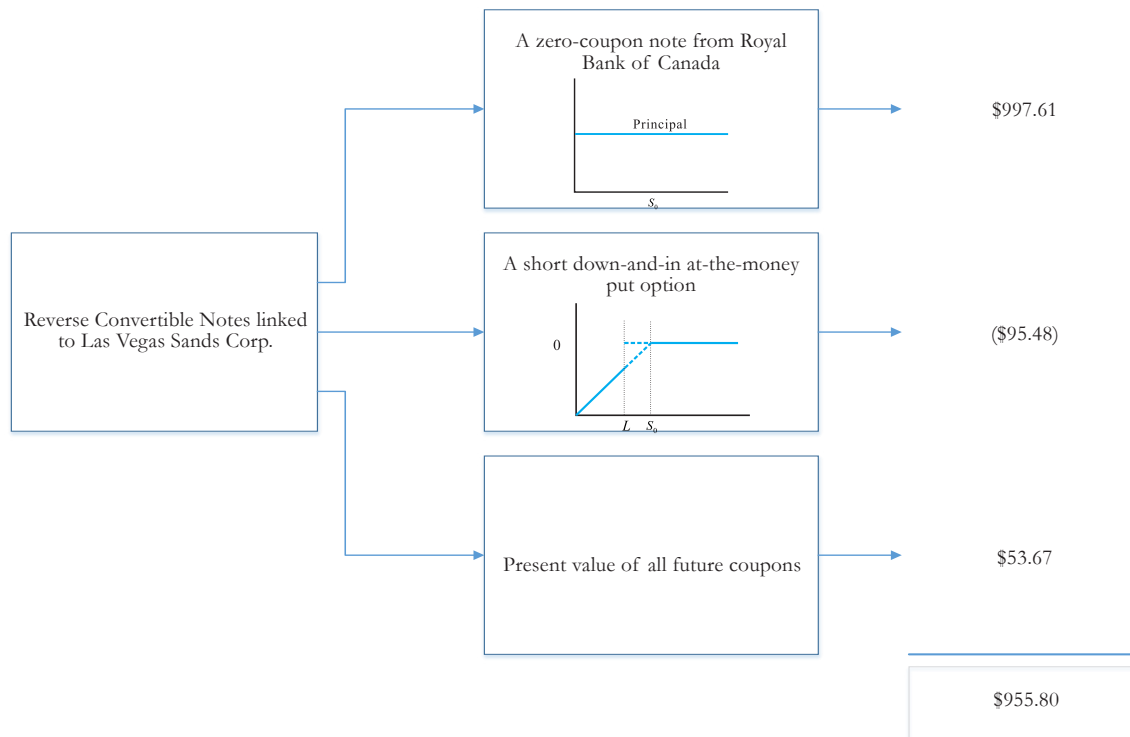 A zero-coupon note from Royal
Bank of Canada
Principal
S₀
$997.61
Reverse Convertible Notes linked
to Las Vegas Sands Corp.
A short down-and-in at-the-money
put option
0
L S₀
($95.48)
Present value of all future coupons
$53.67
$955.80